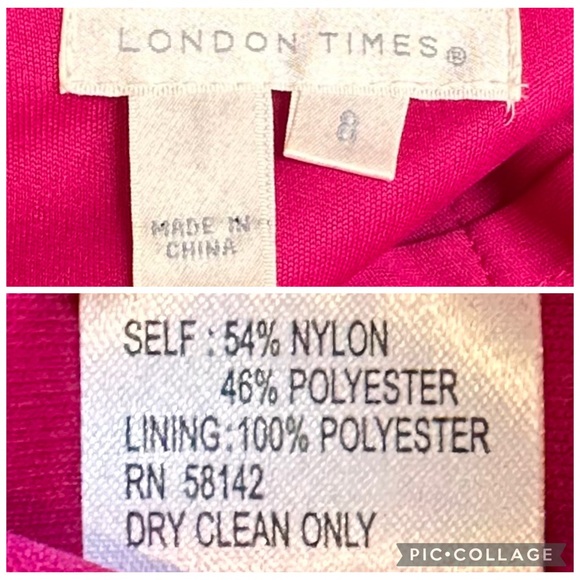 LONDON TIMES®
8
MADE IN
CHINA
SELF : 54% NYLON
46% POLYESTER
LINING:100% POLYESTER
RN 58142
DRY CLEAN ONLY
PIC•COLLAGE